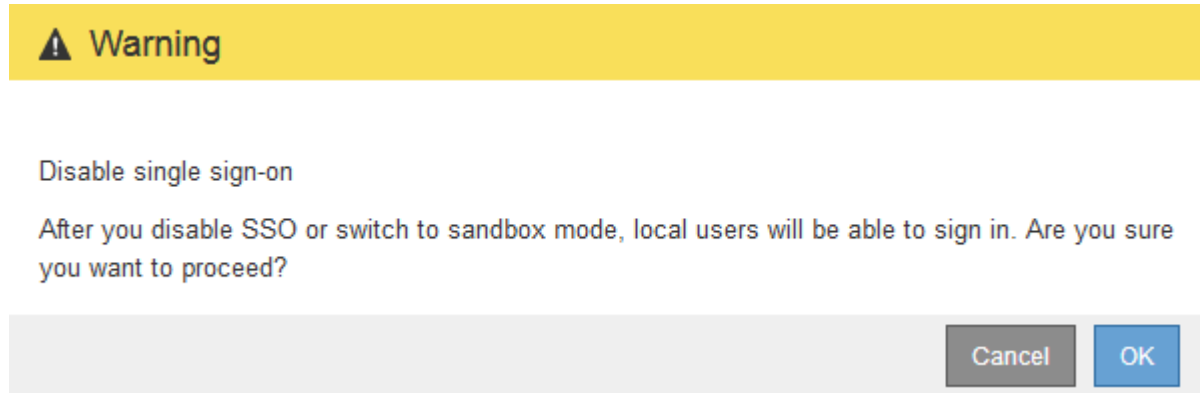 Warning
Disable single sign-on
After you disable SSO or switch to sandbox mode, local users will be able to sign in. Are you sure
you want to proceed?
Cancel
OK